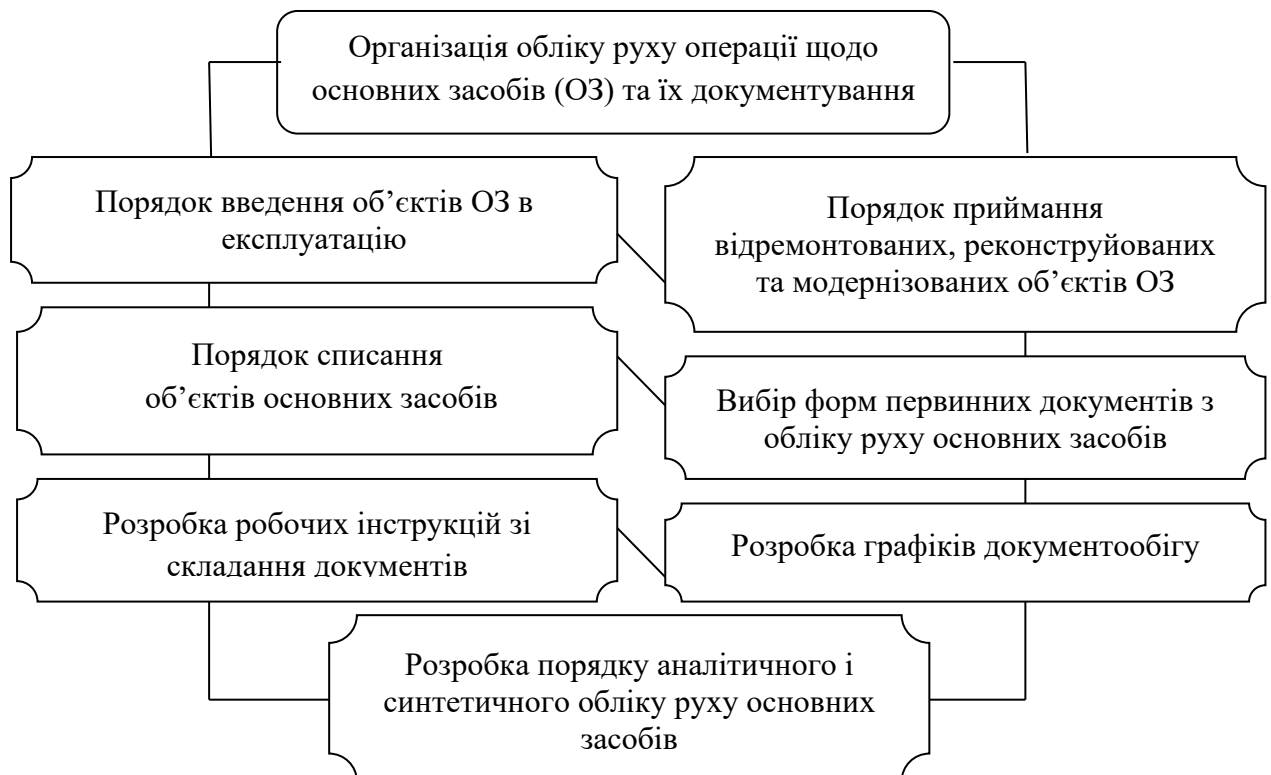 Організація обліку руху операції щодо
основних засобів (ОЗ) та їх документування
Порядок введення об’єктів ОЗ в
експлуатацію
Порядок приймання
відремонтованих, реконструйованих
та модернізованих об’єктів ОЗ
Порядок списання
об’єктів основних засобів
Вибір форм первинних документів з
обліку руху основних засобів
Розробка робочих інструкцій зі
складання документів
Розробка графіків документообігу
Розробка порядку аналітичного і
синтетичного обліку руху основних
засобів